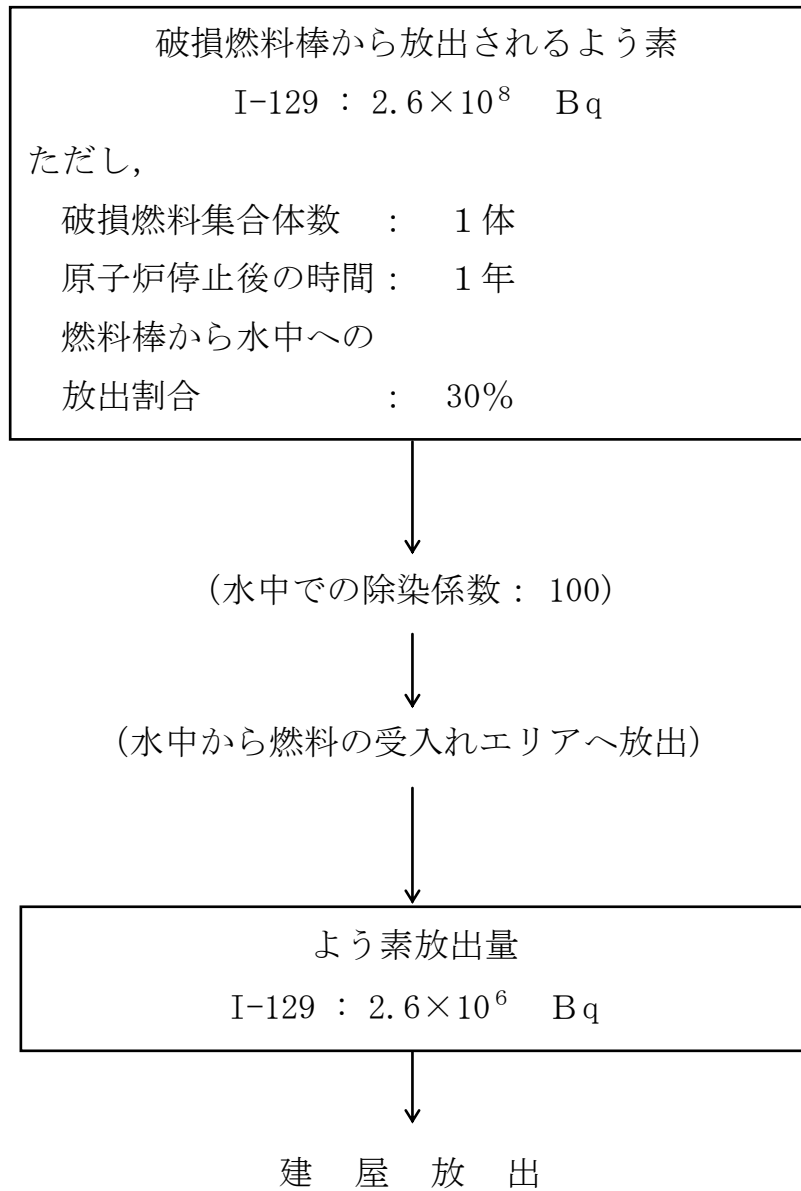 破損燃料棒から放出されるよう素
I-129 : 2.6×10⁸ Bq
ただし,
破損燃料集合体数 : 1体
原子炉停止後の時間: 1年
燃料棒から水中への
放出割合 : 30%
(水中での除染係数: 100)
(水中から燃料の受入れエリアへ放出)
よう素放出量
I-129 : 2.6×10⁶ Bq
建 屋 放 出